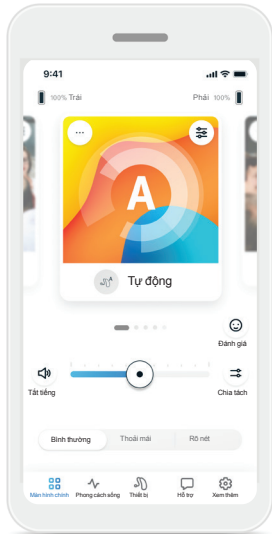 9:41
100% Trái
Phải 100%
A
Tự động
Đánh giá
Tắt tiếng
Chia tách
Bình thường
Thoải mái
Rõ nét
Màn hình chính
Phong cách sống
Thiết bị
Hỗ trợ
Xem thêm